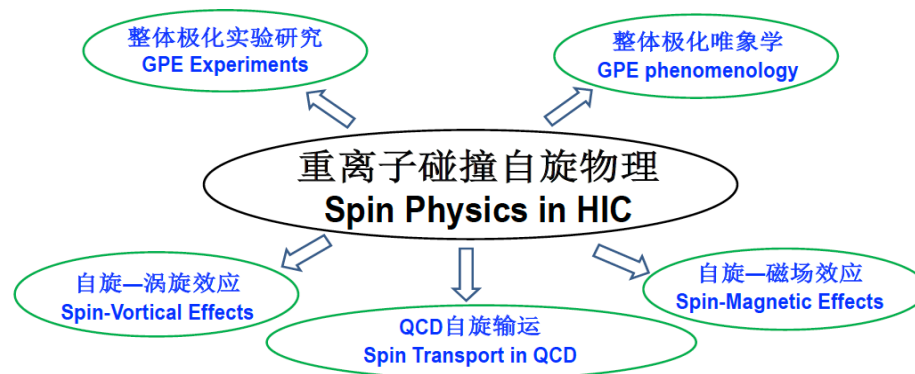 整体极化实验研究
GPE Experiments
整体极化唯象学
GPE phenomenology
重离子碰撞自旋物理
Spin Physics in HIC
自旋—涡旋效应
Spin-Vortical Effects
QCD自旋输运
Spin Transport in QCD
自旋—磁场效应
Spin-Magnetic Effects